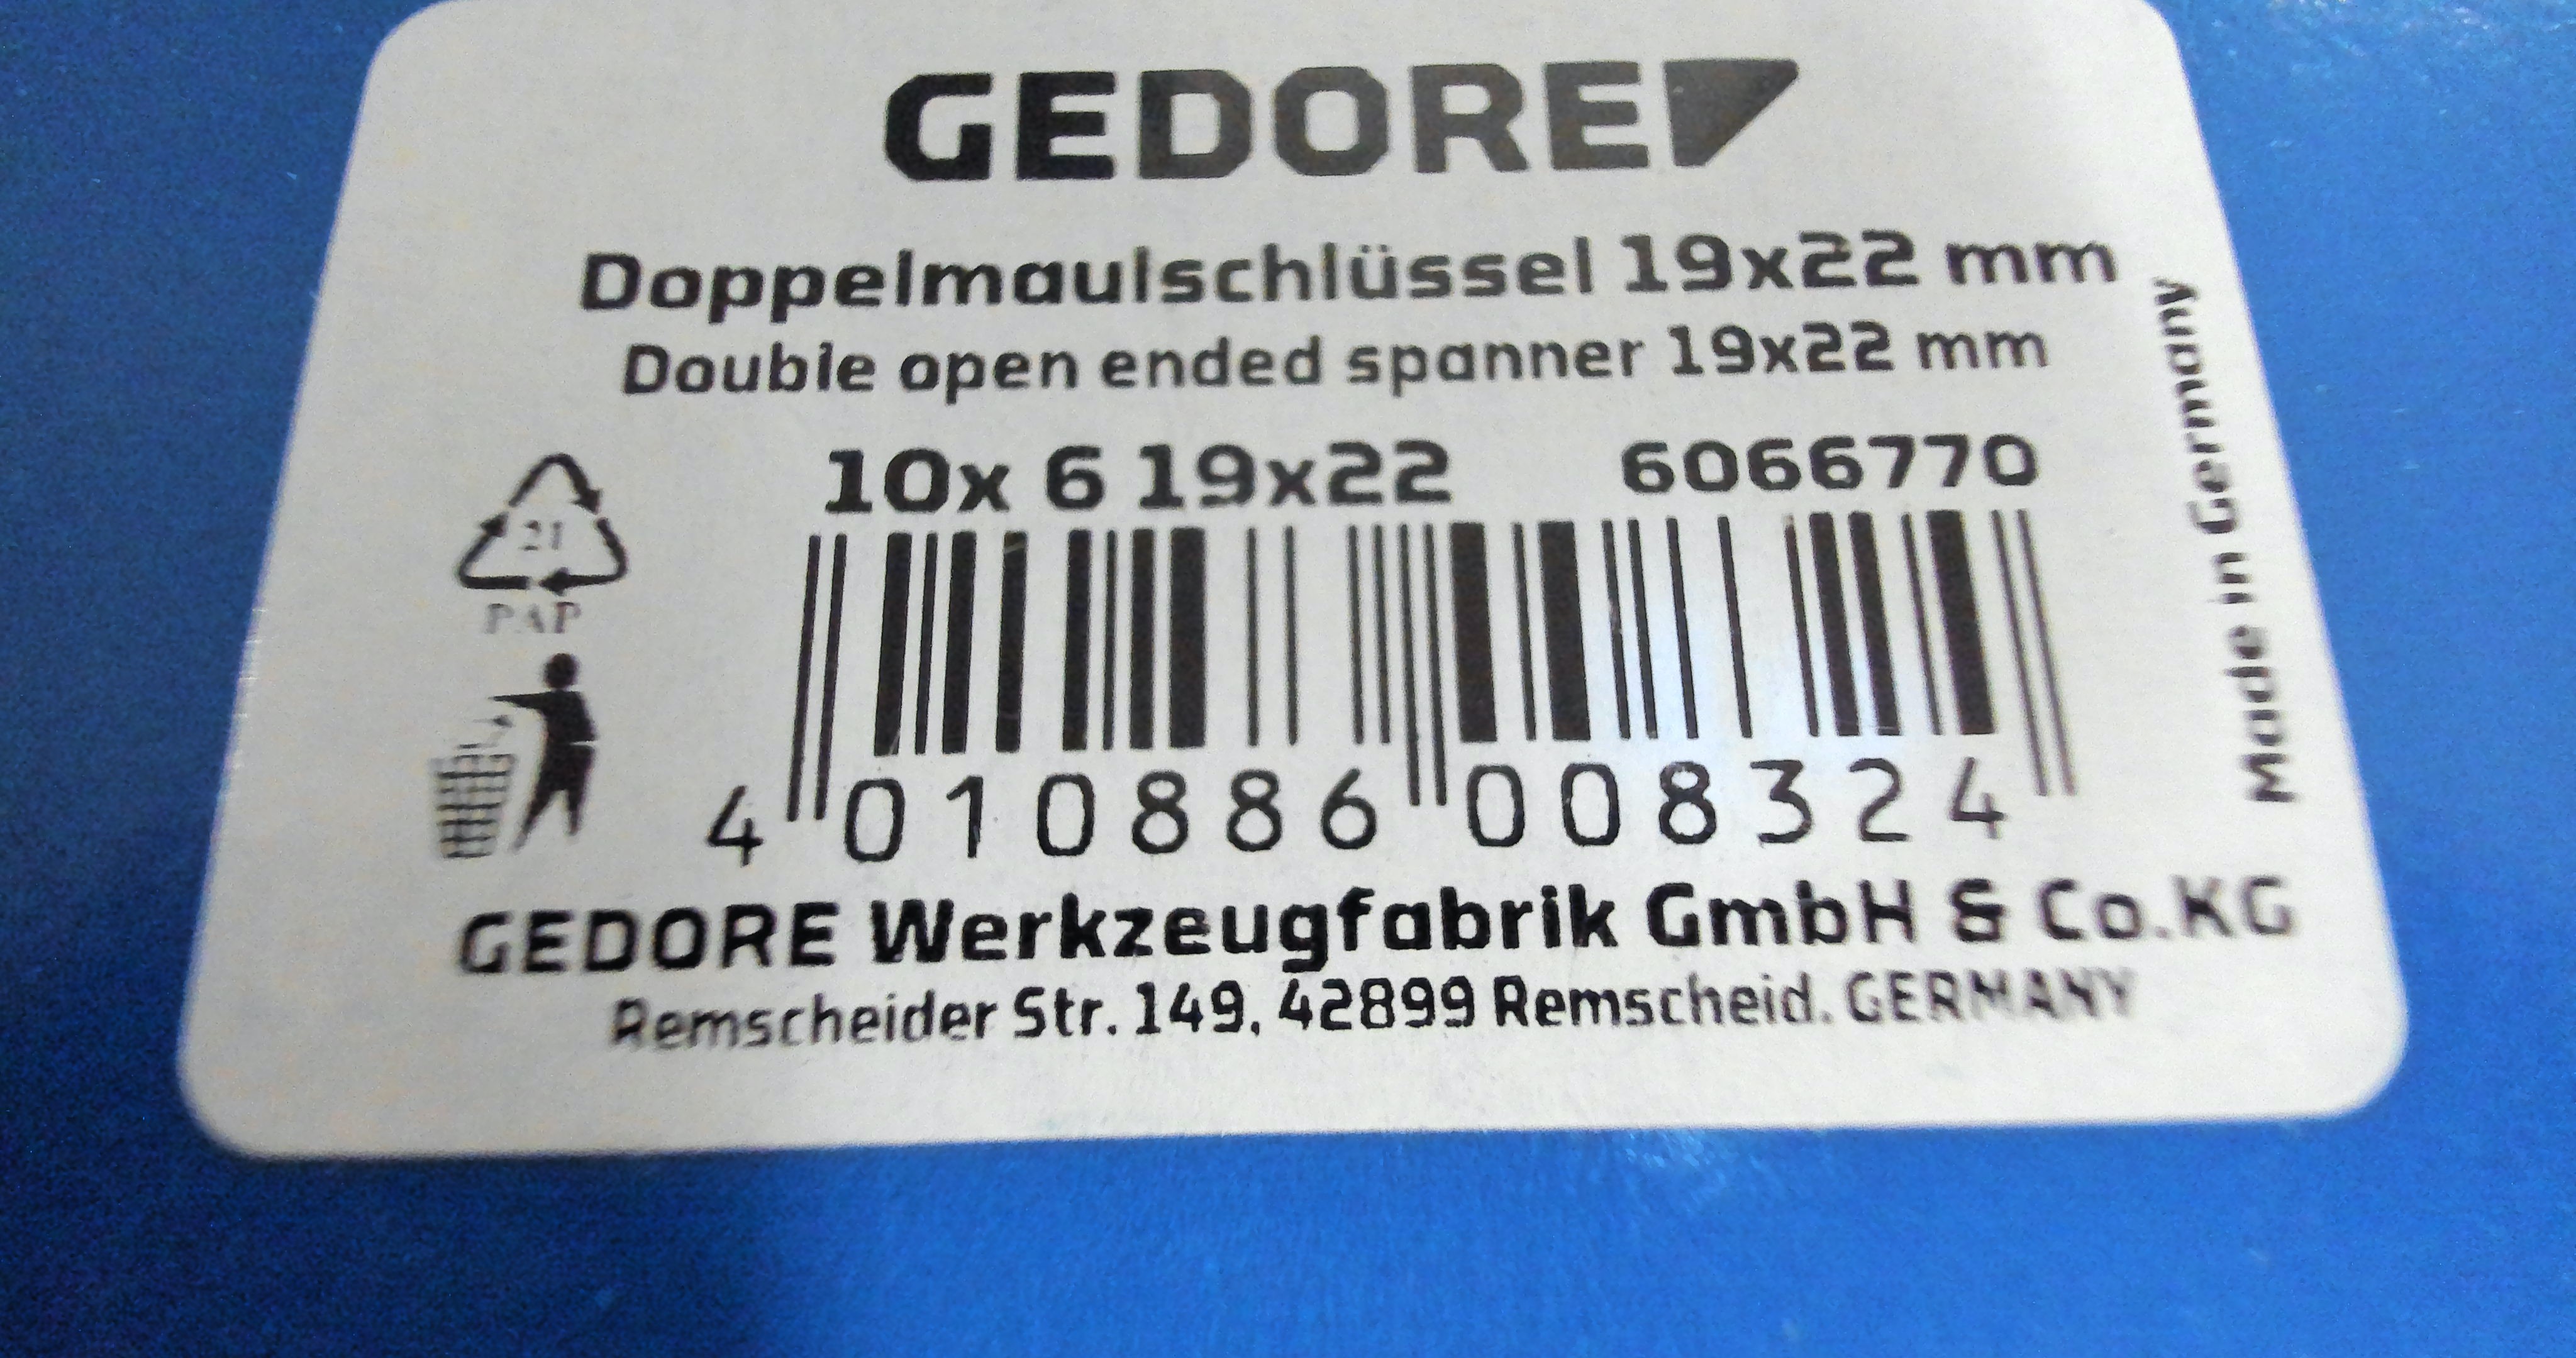 GEDORE
Doppelmaulschlüssel 19x22 mm
Double open ended spanner 19x22 mm
10x 6 19x22 6066770
21
PAP
4 010886 008324
GEDORE Werkzeugfabrik GmbH & Co.KG
Remscheider Str. 149, 42899 Remscheid. GERMANY
Made in Germany